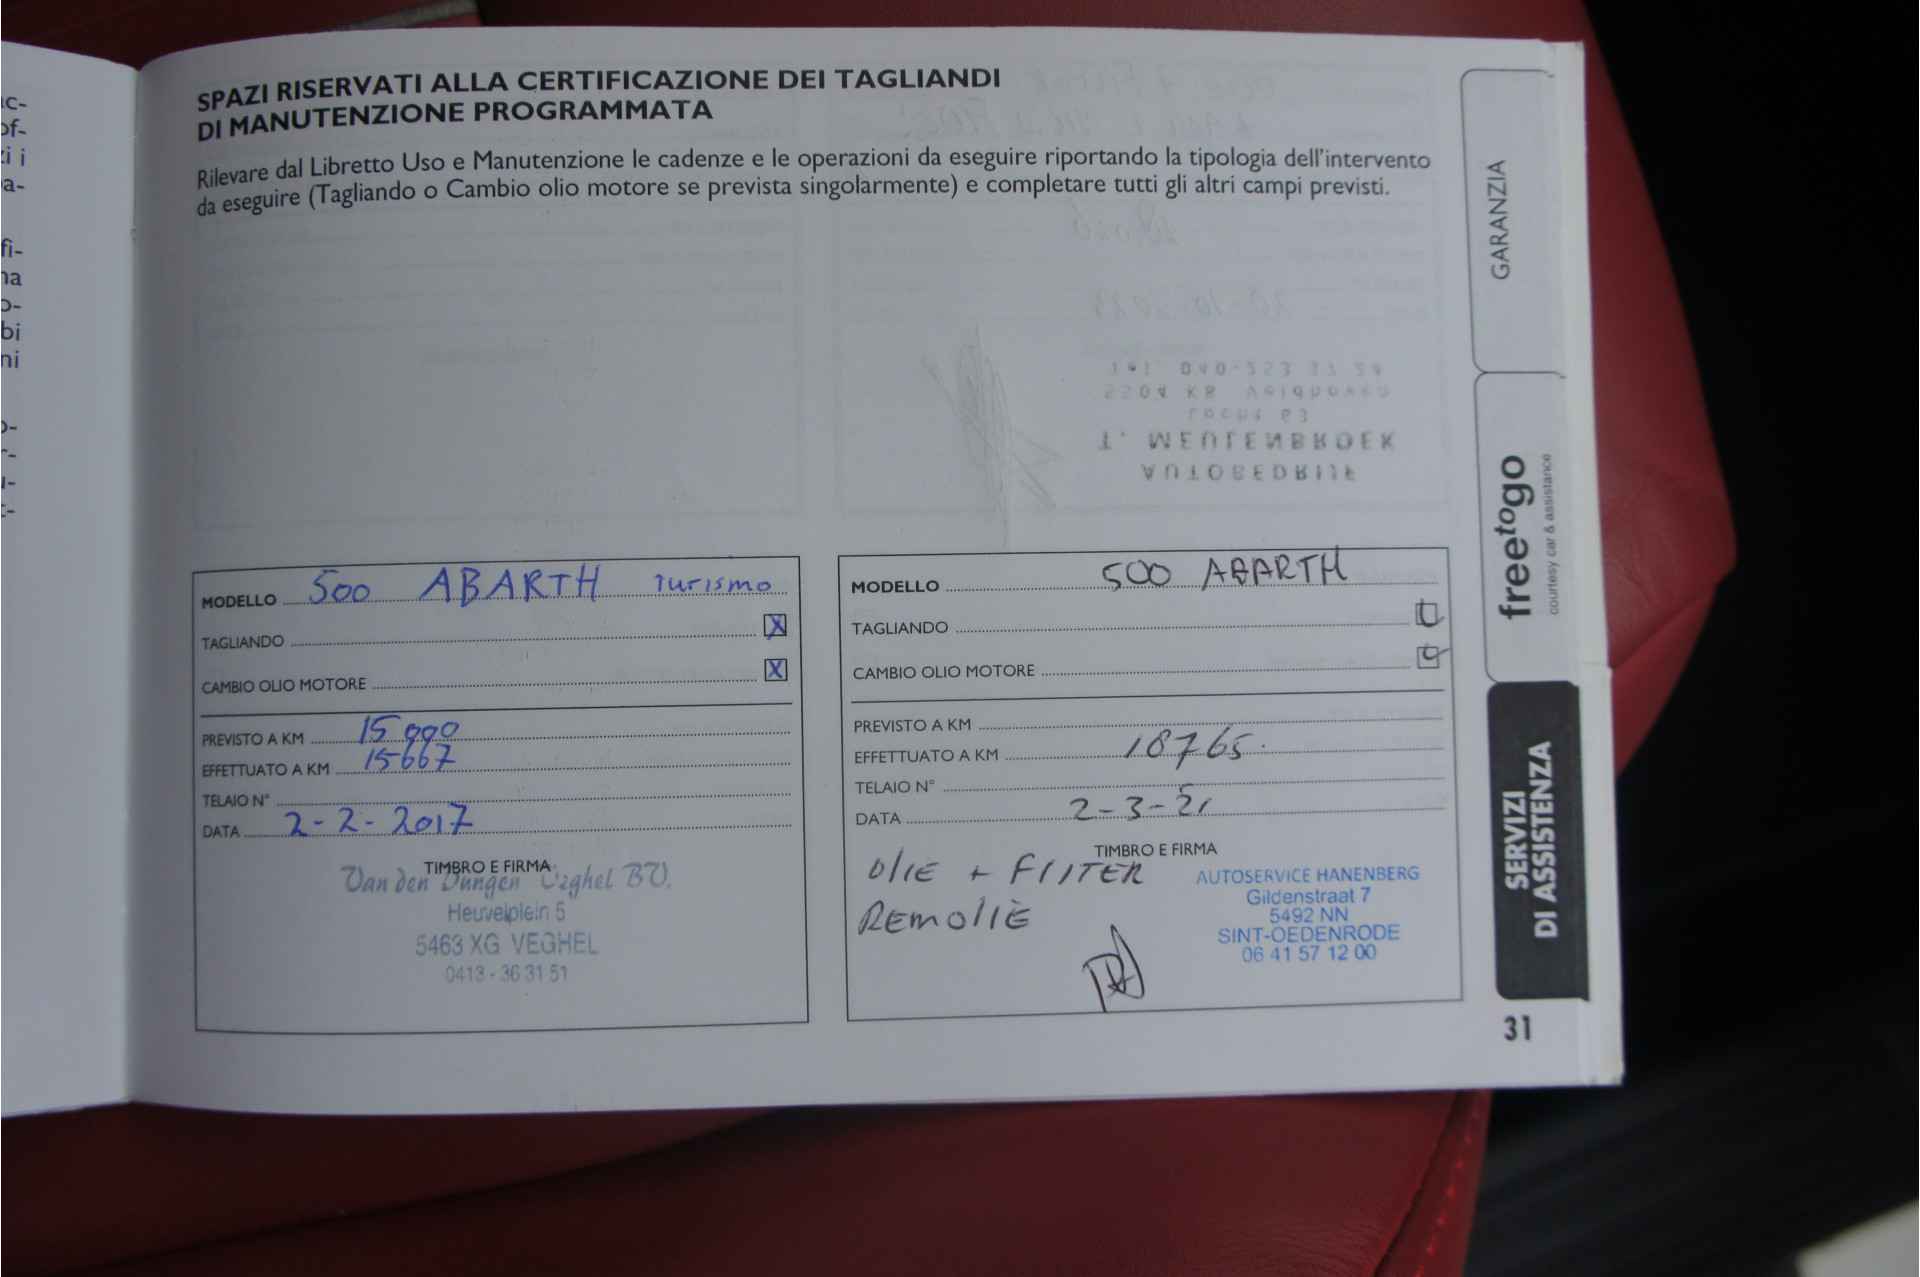 SPAZI RISERVATI ALLA CERTIFICAZIONE DEI TAGLIANDI
DI MANUTENZIONE PROGRAMMATA
Rilevare dal Libretto Uso e Manutenzione le cadenze e le operazioni da eseguire riportando la tipologia dell'intervento
da eseguire (Tagliando o Cambio olio motore se prevista singolarmente) e completare tutti gli altri campi previsti.
MODELLO 500 ABARTH Turismo
TAGLIANDO X
CAMBIO OLIO MOTORE X
PREVISTO A KM 15000
EFFETTUATO A KM 15667
TELAIO N°
DATA 2-2-2017
TIMBRO E FIRMA
Van den Dungen Veghel BV.
Heuvelplein 5
5463 XG VEGHEL
0413 - 36 31 51
MODELLO 500 ABARTH
TAGLIANDO
CAMBIO OLIO MOTORE
PREVISTO A KM
EFFETTUATO A KM 18765.
TELAIO N°
DATA 2-3-21
TIMBRO E FIRMA
OLIE + FILTER
REMOLIE
AUTOSERVICE HANENBERG
Gildenstraat 7
5492 NN
SINT-OEDENRODE
06 41 57 12 00
GARANZIA
freetogo
courtesy car & assistance
SERVIZI
DI ASSISTENZA
31